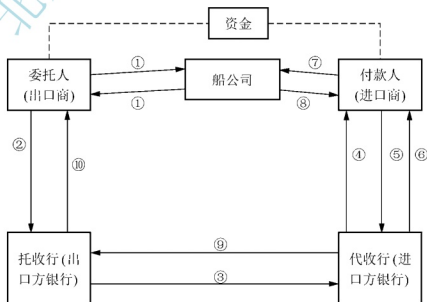 资金
委托人
(出口商)
①
①
船公司
⑦
⑧
付款人
(进口商)
②
⑩
④
⑤
⑥
托收行(出
口方银行)
⑨
③
代收行(进
口方银行)